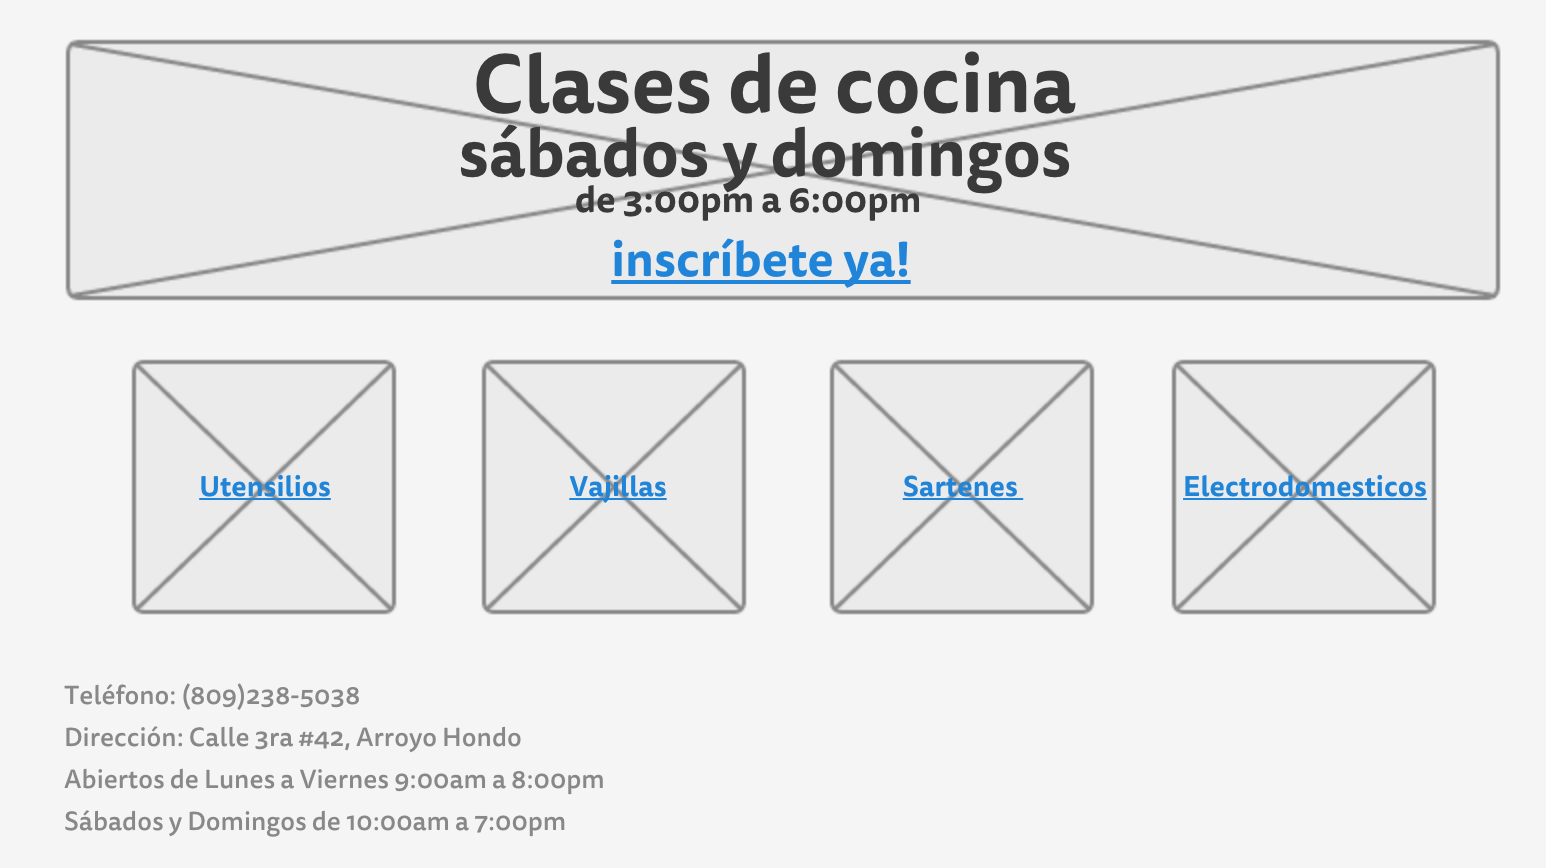 Clases de cocina
sábados y domingos
de 3:00pm a 6:00pm
inscríbete ya!
Utensilios
Vajillas
Sartenes
Electrodomesticos
Teléfono: (809)238-5038
Dirección: Calle 3ra #42, Arroyo Hondo
Abiertos de Lunes a Viernes 9:00am a 8:00pm
Sábados y Domingos de 10:00am a 7:00pm